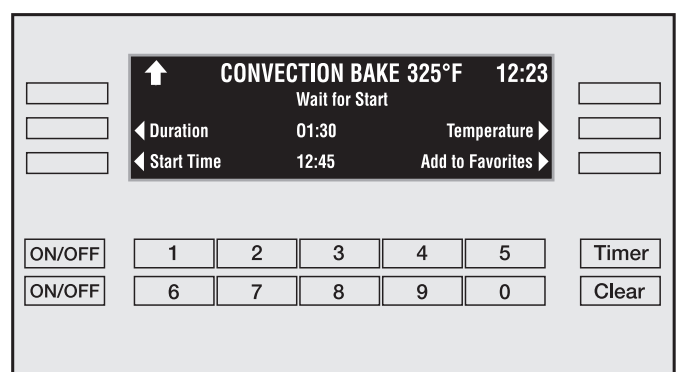 CONVECTION BAKE 325°F 12:23
Wait for Start
Duration 01:30 Temperature
Start Time 12:45 Add to Favorites
ON/OFF 1 2 3 4 5 Timer
ON/OFF 6 7 8 9 0 Clear